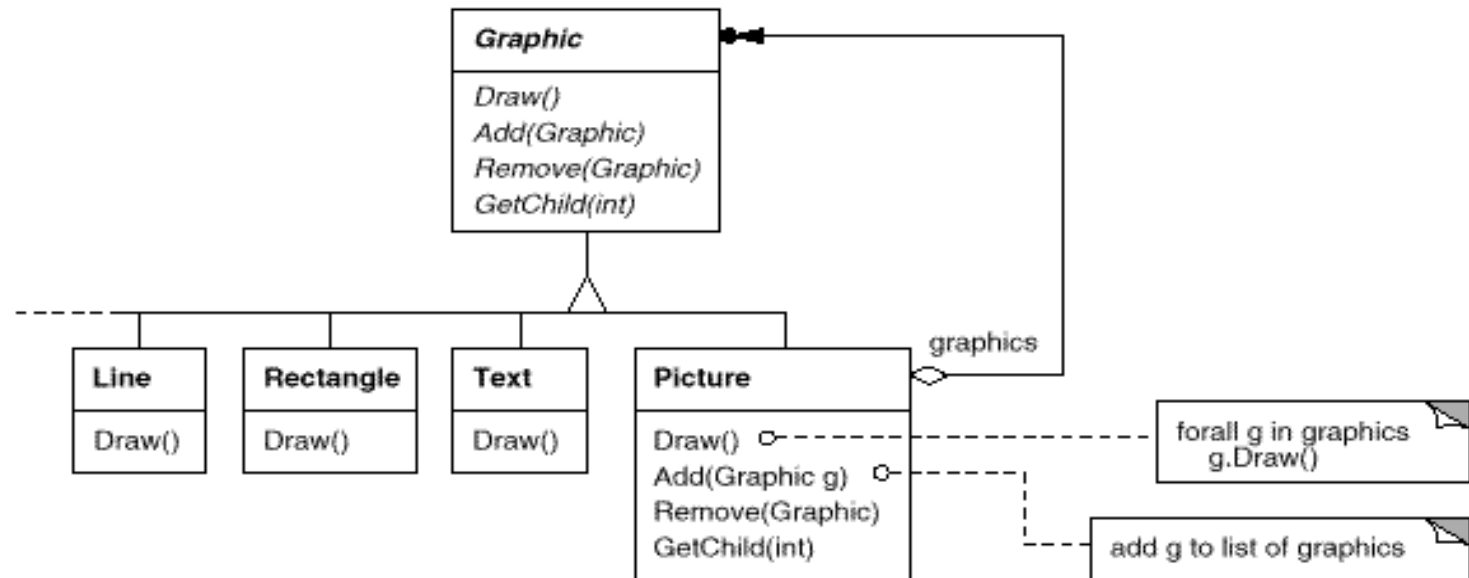 Graphic
Draw()
Add(Graphic)
Remove(Graphic)
GetChild(int)
graphics
Line
Draw()
Rectangle
Draw()
Text
Draw()
Picture
Draw()
Add(Graphic g)
Remove(Graphic)
GetChild(int)
forall g in graphics
g.Draw()
add g to list of graphics